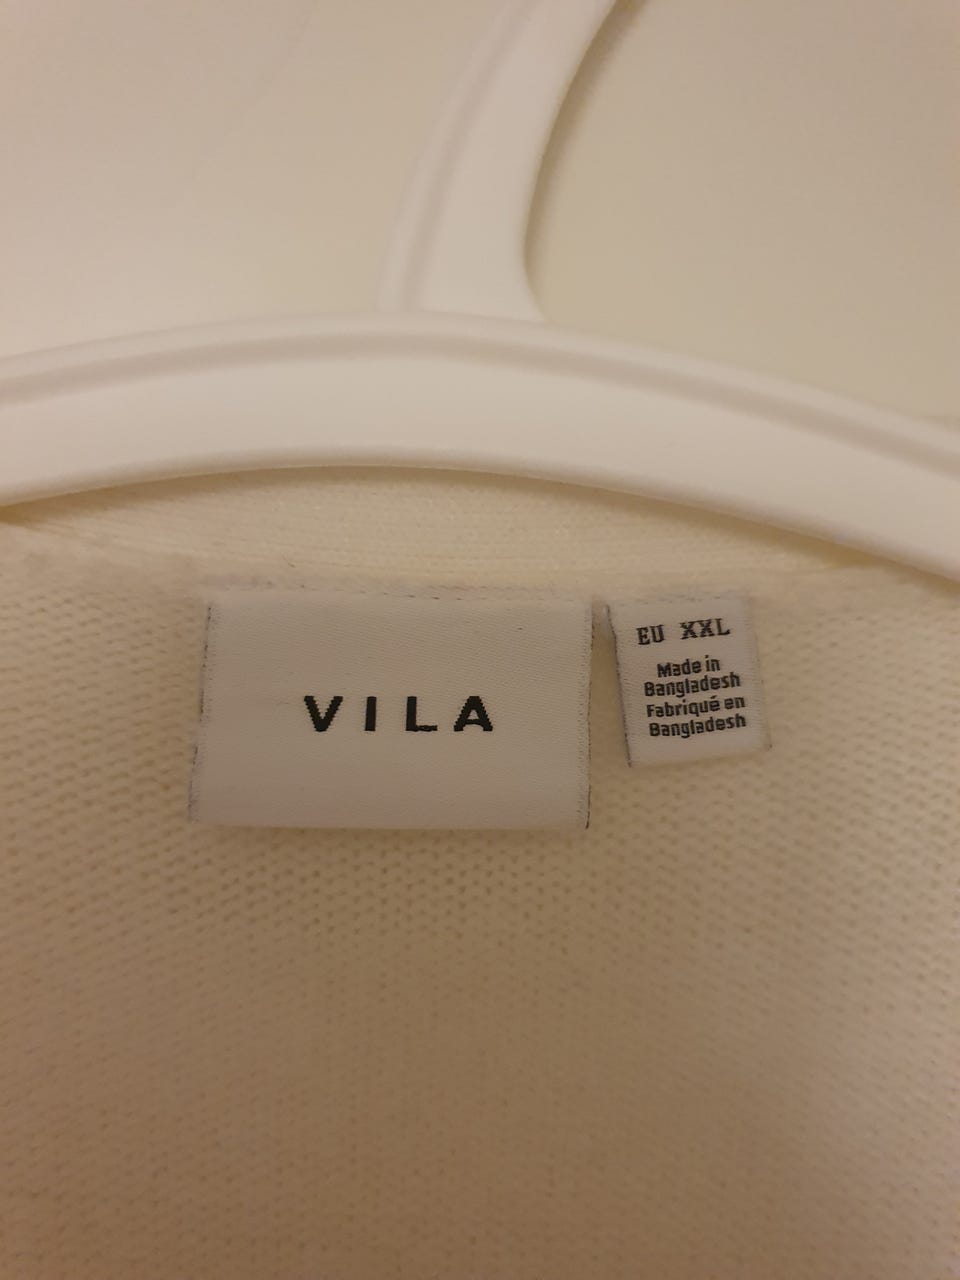 VILA
EU XXL
Made in
Bangladesh
Fabriqué en
Bangladesh